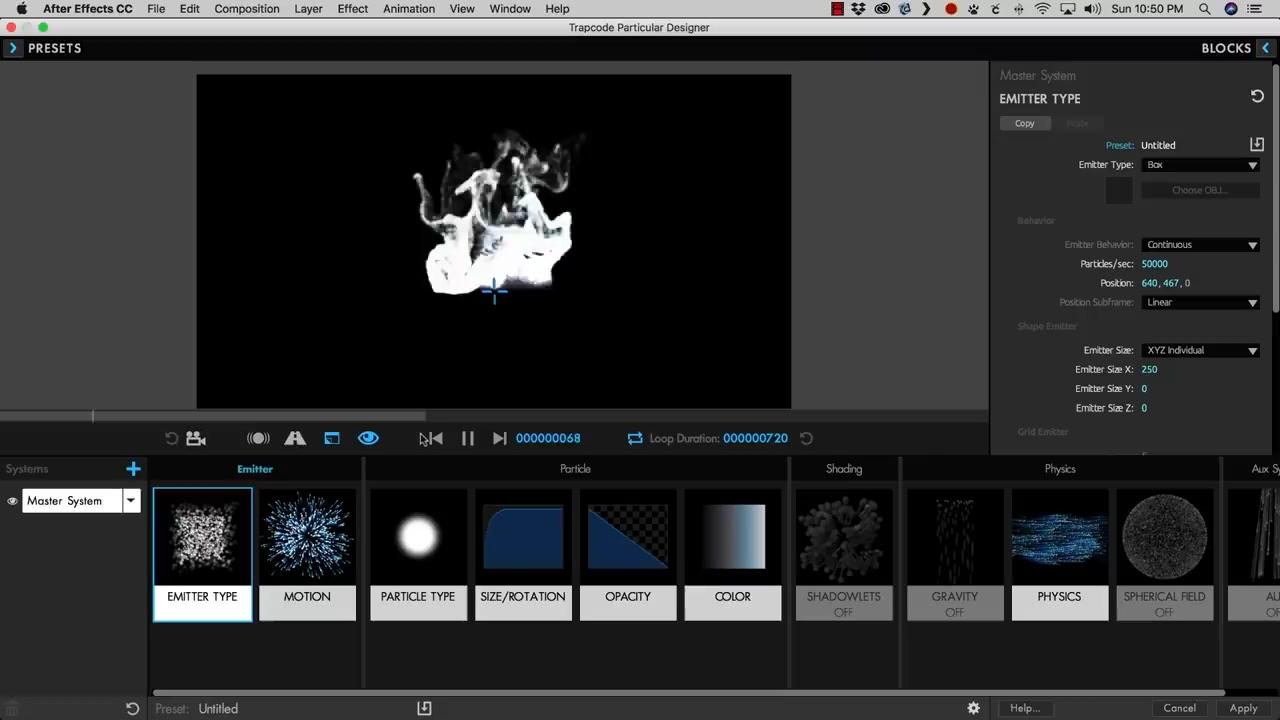 After Effects CC File Edit Composition Layer Effect Animation View Window Help Sun 10:50 PM
Trapcode Particular Designer
PRESETS
BLOCKS
Master System
EMITTER TYPE
Copy Paste
Preset: Untitled
Emitter Type: Box
Choose OBJ...
Behavior
Emitter Behavior: Continuous
Particles/sec: 50000
Position: 640, 467, 0
Position Subframe: Linear
Shape Emitter
Emitter Size: XYZ Individual
Emitter Size X: 250
Emitter Size Y: 0
Emitter Size Z: 0
Grid Emitter
000000068 Loop Duration: 000000720
Systems Emitter Particle Shading Physics Aux Sy
Master System
EMITTER TYPE MOTION PARTICLE TYPE SIZE/ROTATION OPACITY COLOR SHADOWLETS GRAVITY PHYSICS SPHERICAL FIELD AU
OFF OFF OFF
Preset: Untitled Help... Cancel Apply